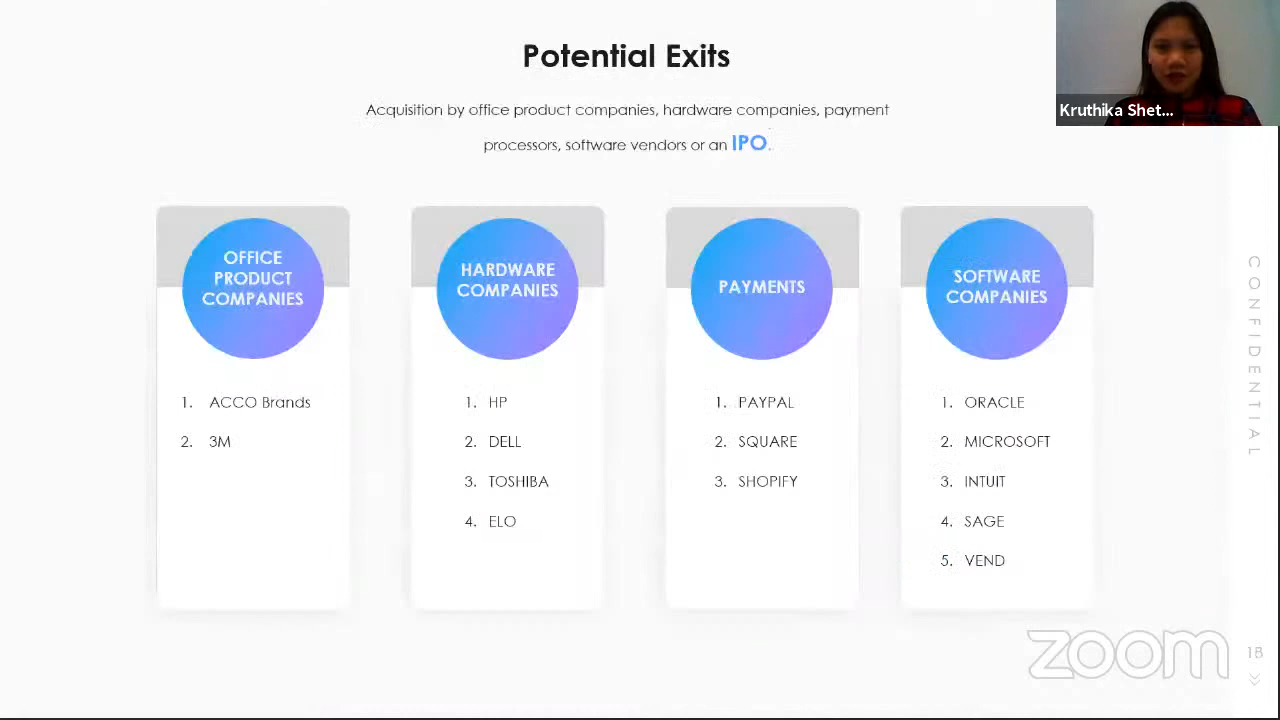 Potential Exits
Acquisition by office product companies, hardware companies, payment
processors, software vendors or an IPO.
Kruthika Shet...
OFFICE
PRODUCT
COMPANIES
1. ACCO Brands
2. 3M
HARDWARE
COMPANIES
1. HP
2. DELL
3. TOSHIBA
4. ELO
PAYMENTS
1. PAYPAL
2. SQUARE
3. SHOPIFY
SOFTWARE
COMPANIES
1. ORACLE
2. MICROSOFT
3. INTUIT
4. SAGE
5. VEND
CONFIDENTIAL
zoom